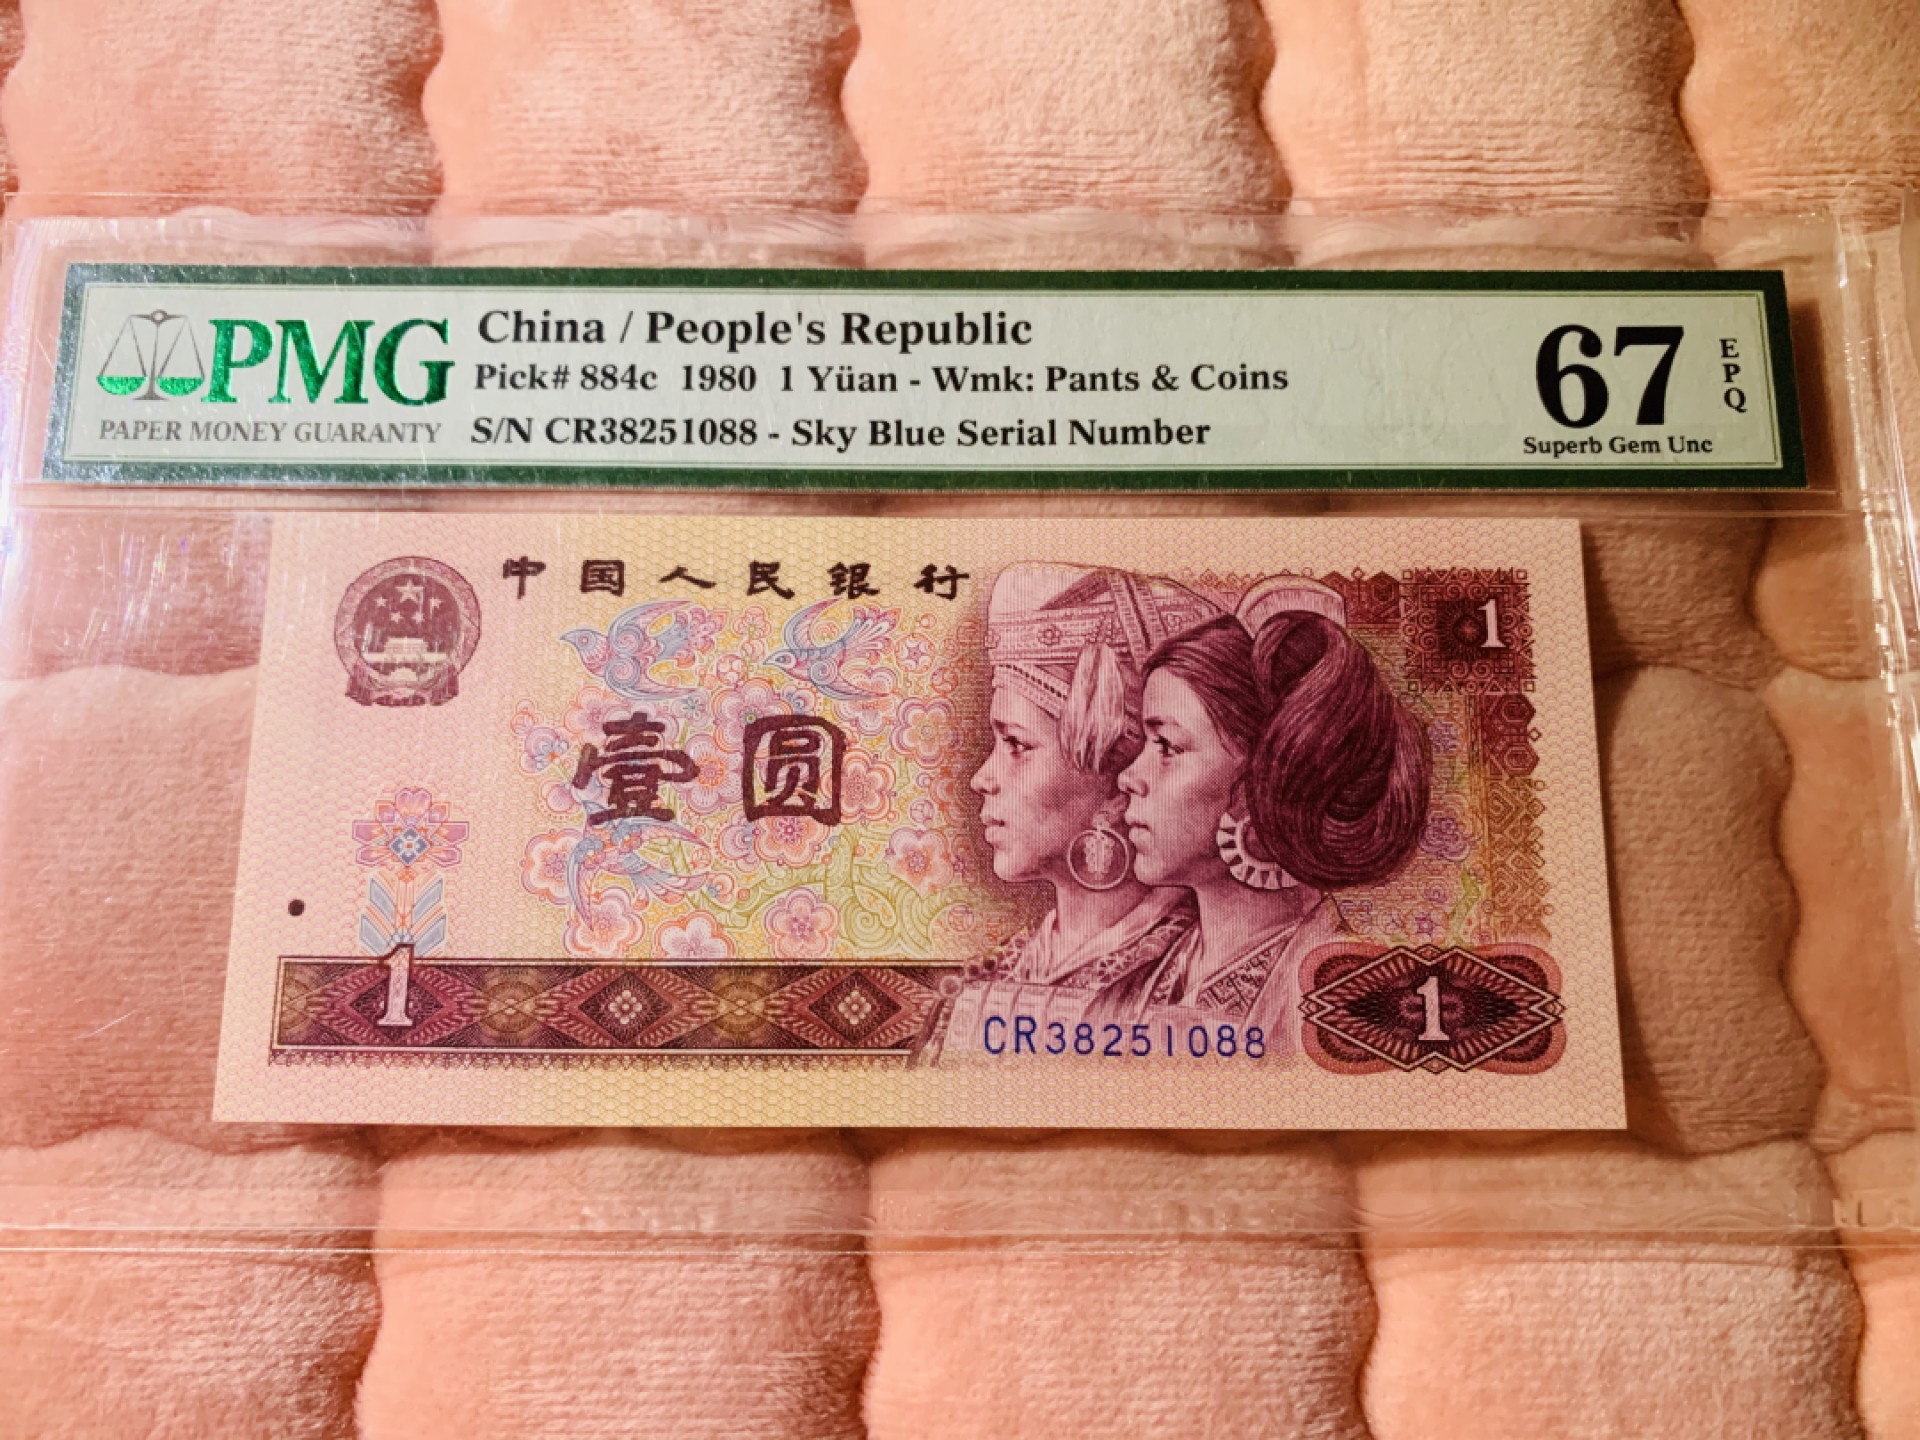 PMG
PAPER MONEY GUARANTY
China / People's Republic
Pick# 884c 1980 1 Yüan - Wmk: Pants & Coins
S/N CR38251088 - Sky Blue Serial Number
67
EPQ
Superb Gem Unc
中国人民银行
1
壹圆
1
1
CR38251088